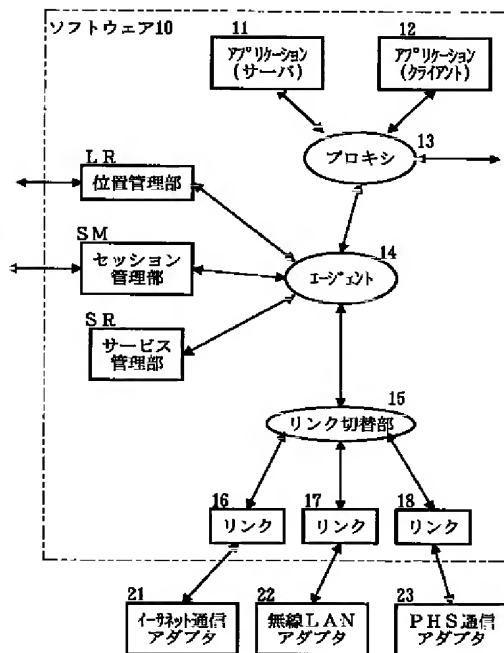 ソフトウェア10
11
アプリケーション
(サーバ)
12
アプリケーション
(クライアント)
13
プロキシ
LR
位置管理部
SM
セッション
管理部
14
エージェント
SR
サービス
管理部
15
リンク切替部
16
リンク
17
リンク
18
リンク
21
イーサネット通信
アダプタ
22
無線LAN
アダプタ
23
PHS通信
アダプタ